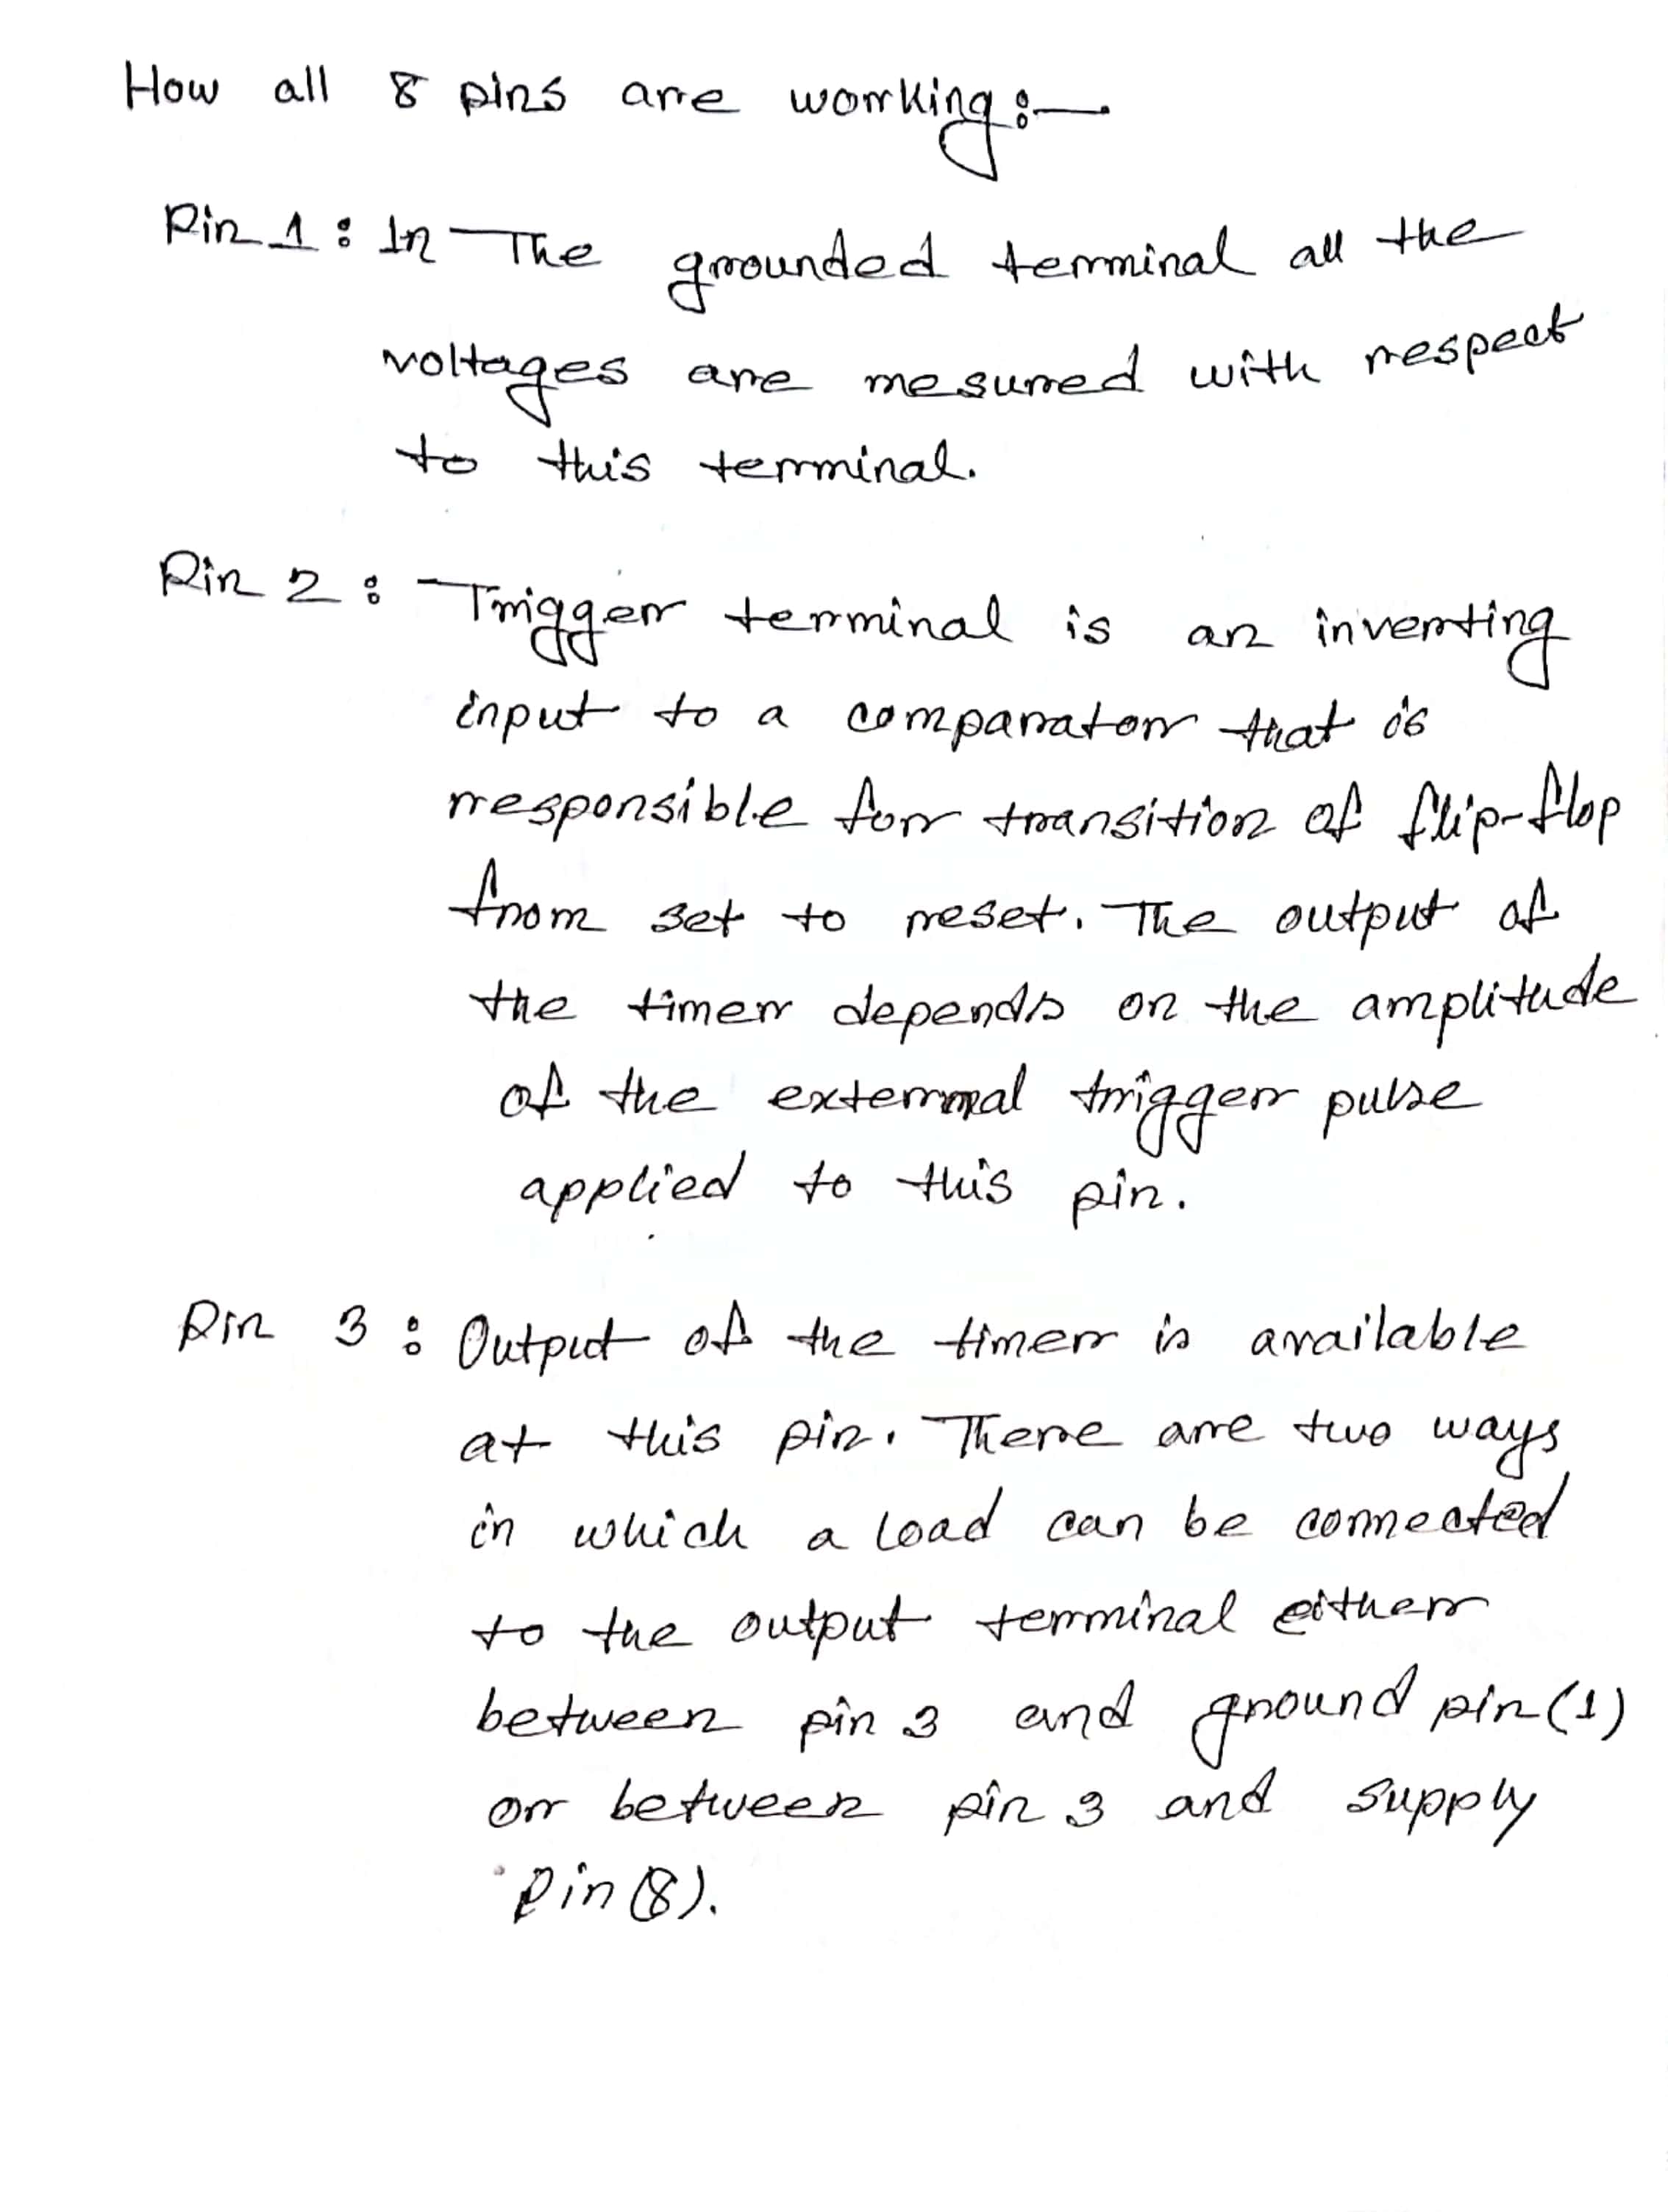 How all 8 pins are working:—
Pin 1: In The grounded terminal all the
voltages are mesured with respect
to this terminal.
Pin 2: Trigger terminal is an inverting
input to a comparator that is
responsible for transition of flip-flop
from set to reset. The output of
the timer depends on the amplitude
of the external trigger pulse
applied to this pin.
Pin 3: Output of the timer is available
at this pin. There are two ways
in which a load can be connected
to the output terminal either
between pin 3 and ground pin(1)
or between pin 3 and supply
pin(8).